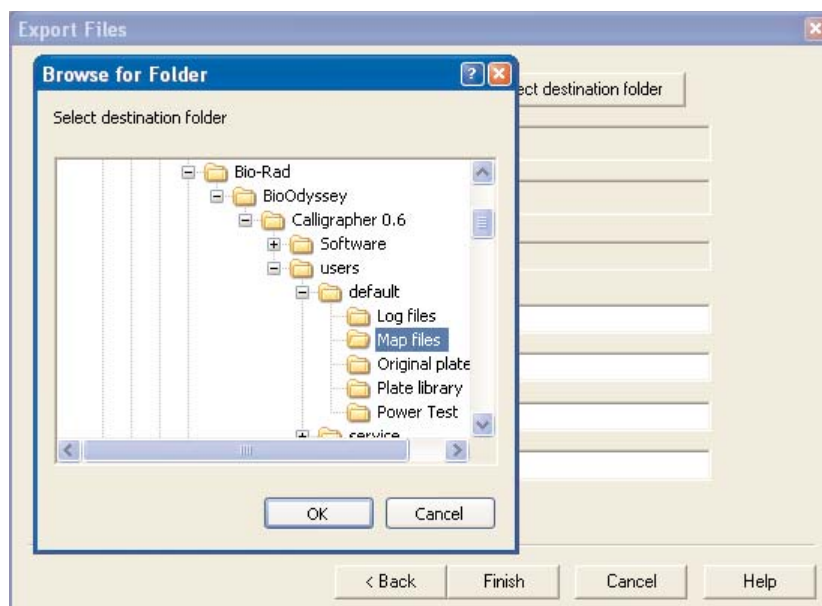 Export Files
Browse for Folder
Select destination folder
ect destination folder
Bio-Rad
BioOdyssey
Calligrapher 0.6
Software
users
default
Log files
Map files
Original plate
Plate library
Power Test
service
OK
Cancel
< Back
Finish
Cancel
Help